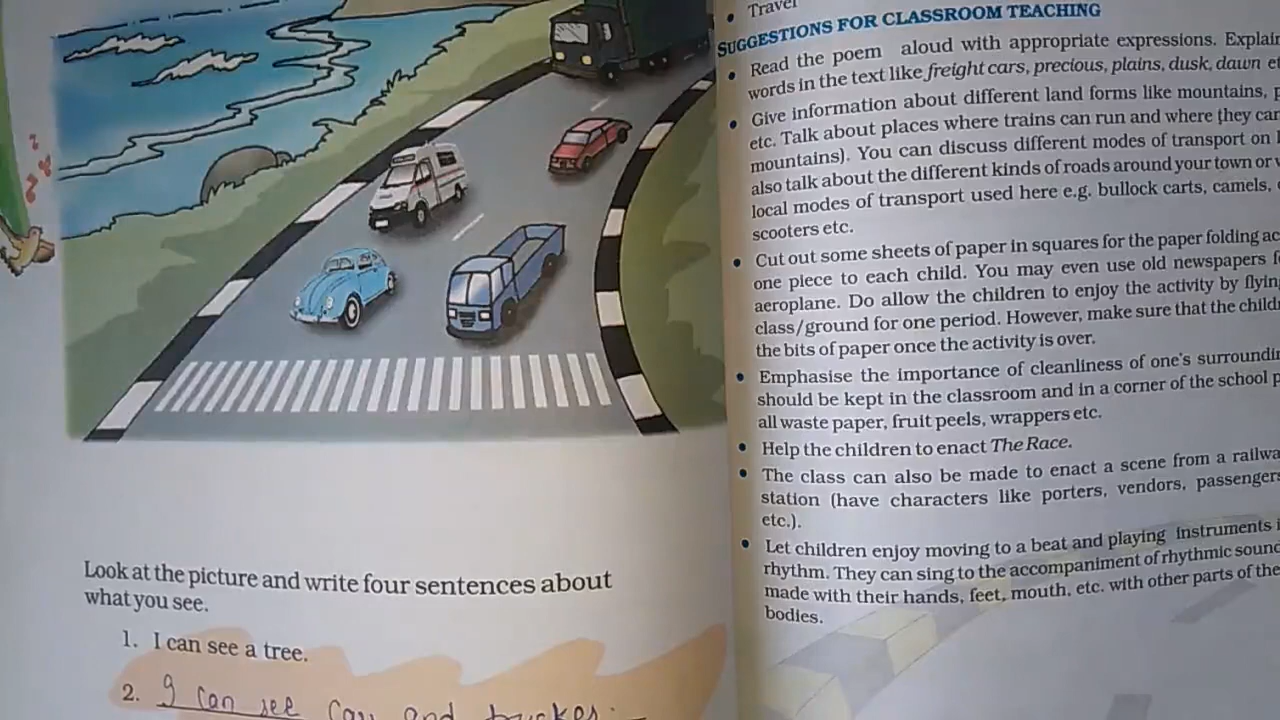 Look at the picture and write four sentences about
what you see.
1. I can see a tree.
2. I can see Car and truckes.
• Travel
SUGGESTIONS FOR CLASSROOM TEACHING
• Read the poem aloud with appropriate expressions. Explain
words in the text like freight cars, precious, plains, dusk, dawn
• Give information about different land forms like mountains,
etc. Talk about places where trains can run and where they
mountains). You can discuss different modes of transport on
also talk about the different kinds of roads around your town or
local modes of transport used here e.g. bullock carts, camels,
scooters etc.
• Cut out some sheets of paper in squares for the paper folding
one piece to each child. You may even use old newspapers
aeroplane. Do allow the children to enjoy the activity by
class/ground for one period. However, make sure that the
the bits of paper once the activity is over.
• Emphasise the importance of cleanliness of one's
should be kept in the classroom and in a corner of the school
all waste paper, fruit peels, wrappers etc.
• Help the children to enact The Race.
• The class can also be made to enact a scene from a
station (have characters like porters, vendors,
etc.).
• Let children enjoy moving to a beat and playing instruments
rhythm. They can sing to the accompaniment of rhythmic
made with their hands, feet, mouth, etc. with other parts of the
bodies.